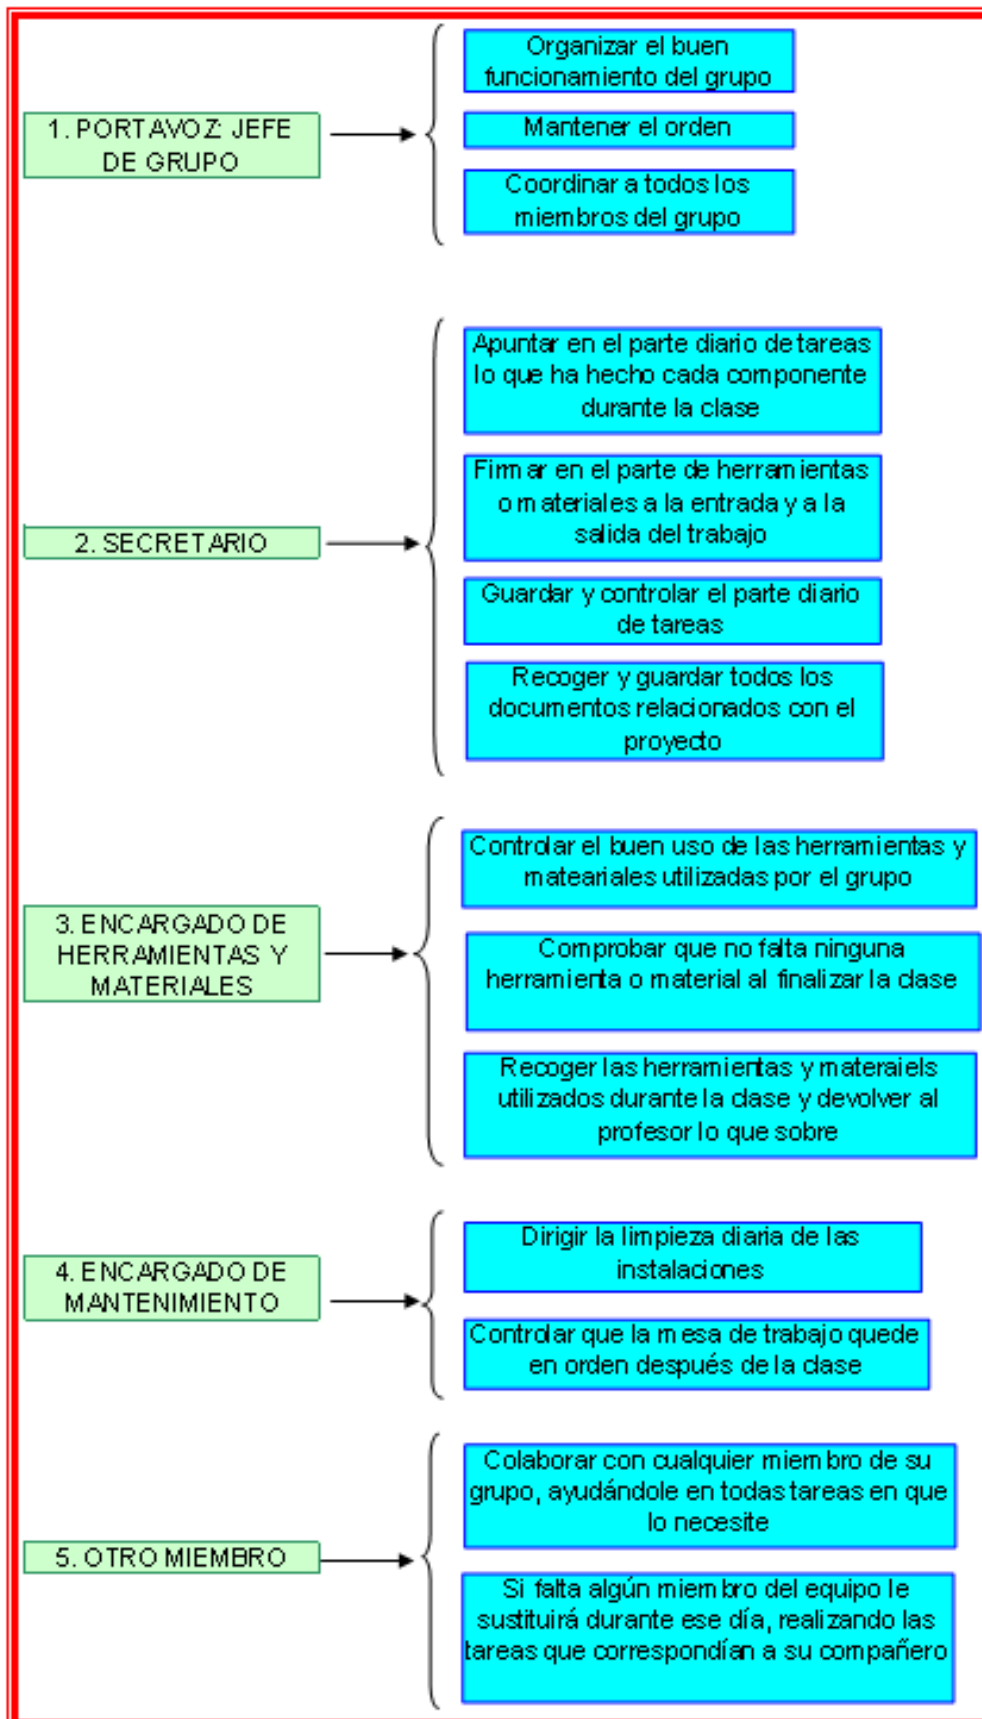 1. PORTAVOZ: JEFE
DE GRUPO
Organizar el buen
funcionamiento del grupo
Mantener el orden
Coordinar a todos los
miembros del grupo
2. SECRETARIO
Apuntar en el parte diario de tareas
lo que ha hecho cada componente
durante la clase
Firmar en el parte de herramientas
o materiales a la entrada y a la
salida del trabajo
Guardar y controlar el parte diario
de tareas
Recoger y guardar todos los
documentos relacionados con el
proyecto
3. ENCARGADO DE
HERRAMIENTAS Y
MATERIALES
Controlar el buen uso de las herramientas y
mateariales utilizadas por el grupo
Comprobar que no falta ninguna
herramienta o material al finalizar la clase
Recoger las herramientas y materaiels
utilizados durante la clase y devolver al
profesor lo que sobre
4. ENCARGADO DE
MANTENIMIENTO
Dirigir la limpieza diaria de las
instalaciones
Controlar que la mesa de trabajo quede
en orden después de la clase
5. OTRO MIEMBRO
Colaborar con cualquier miembro de su
grupo, ayudándole en todas tareas en que
lo necesite
Si falta algún miembro del equipo le
sustituirá durante ese día, realizando las
tareas que correspondían a su compañero